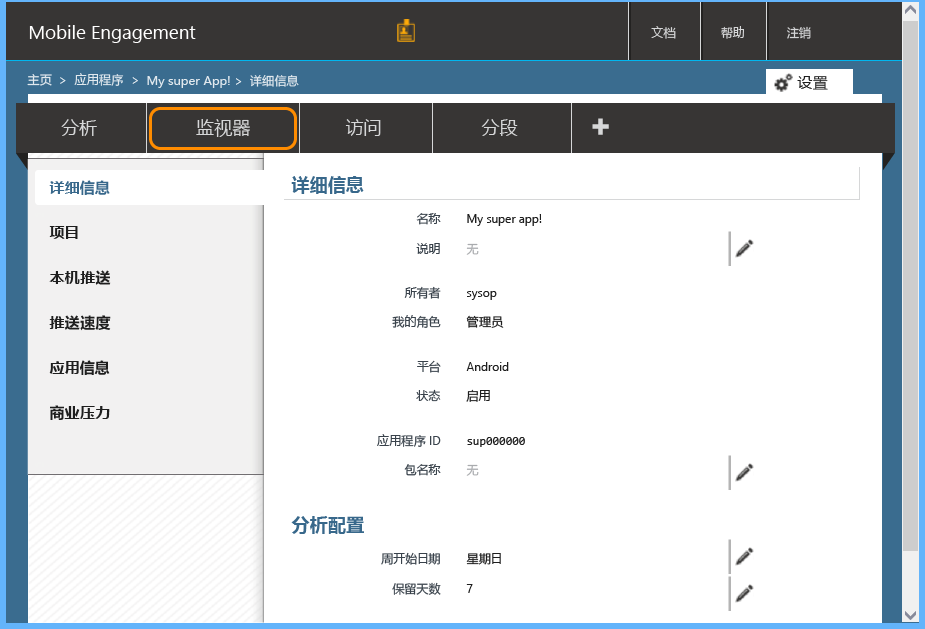 Mobile Engagement 文档 帮助 注销
主页 > 应用程序 > My super App! > 详细信息
设置
分析 监视器 访问 分段
详细信息
项目
本机推送
推送速度
应用信息
商业压力
详细信息
名称 My super app!
说明 无
所有者 sysop
我的角色 管理员
平台 Android
状态 启用
应用程序 ID sup000000
包名称 无
分析配置
周开始日期 星期日
保留天数 7